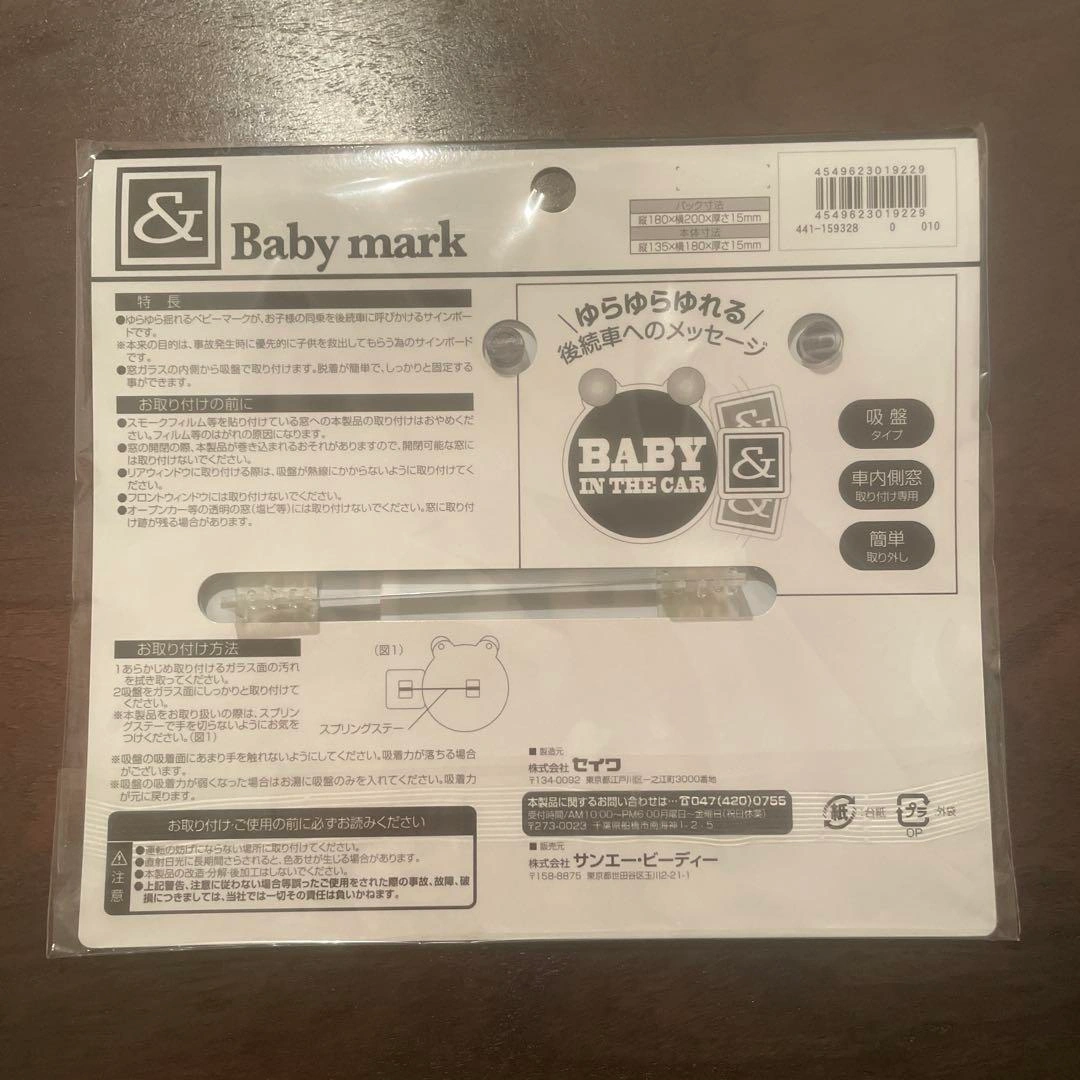 &
Baby mark
パック寸法
縦180×横200×厚さ15mm
本体寸法
縦135×横180×厚さ15mm
4549623019229
4549623019229
441-159328 0 010
特長
●ゆらゆら揺れるベビーマークが、お子様の同乗を後続車に呼びかけるサインボー
ドです。
※本来の目的は、事故発生時に優先的に子供を救出してもらう為のサインボード
です。
●窓ガラスの内側から吸盤で取り付けます。脱着が簡単で、しっかりと固定する
事ができます。
お取り付けの前に
●スモークフィルム等を貼り付けている窓への本製品の取り付けはおやめくだ
さい。フィルム等のはがれの原因になります。
●窓の開閉の際、本製品が巻き込まれるおそれがありますので、開閉可能な窓に
は取り付けないでください。
●リアウィンドウに取り付ける際は、吸盤が熱線にかからないように取り付けてく
ださい。
●フロントウィンドウには取り付けないでください。
●オープンカー等の透明の窓(塩ビ等)には取り付けないでください。窓に取り付
け跡が残る場合があります。
ゆらゆらゆれる
後続車へのメッセージ
BABY
IN THE CAR
&
&
&
吸盤
タイプ
車内側窓
取り付け専用
簡単
取り外し
お取り付け方法
1あらかじめ取り付けるガラス面の汚れ
を拭き取ってください。
2吸盤をガラス面にしっかりと取り付けて
ください。
※本製品をお取り扱いの際は、スプリン
グステーで手を切らないようにお気を
つけください。(図1)
(図1)
スプリングステー
※吸盤の吸着面にあまり手を触れないようにしてください。吸着力が落ちる場合
がございます。
※吸盤の吸着力が弱くなった場合はお湯に吸盤のみを入れてください。吸着力
が元に戻ります。
お取り付け・ご使用の前に必ずお読みください
注意
●運転の妨げにならない場所に取り付けてください。
●直射日光に長期間さらされると、色あせが生じる場合があります。
●本製品の改造・分解・後加工はしないでください。
●上記警告、注意に従わない場合等誤ったご使用をされた際の事故、故障、破
損につきましては、当社では一切その責任は負いかねます。
■製造元
株式会社 セイワ
〒134-0092 東京都江戸川区一之江町3000番地
本製品に関するお問い合わせは…☎047(420)0755
受付時間/AM10:00~PM6:00月曜日~金曜日(祝日休業)
〒273-0023 千葉県船橋市南海神1-2-5
■販売元
株式会社 サンエー・ビーディー
〒158-8875 東京都世田谷区玉川2-21-1
紙
:台紙
プラ
:外袋
OP